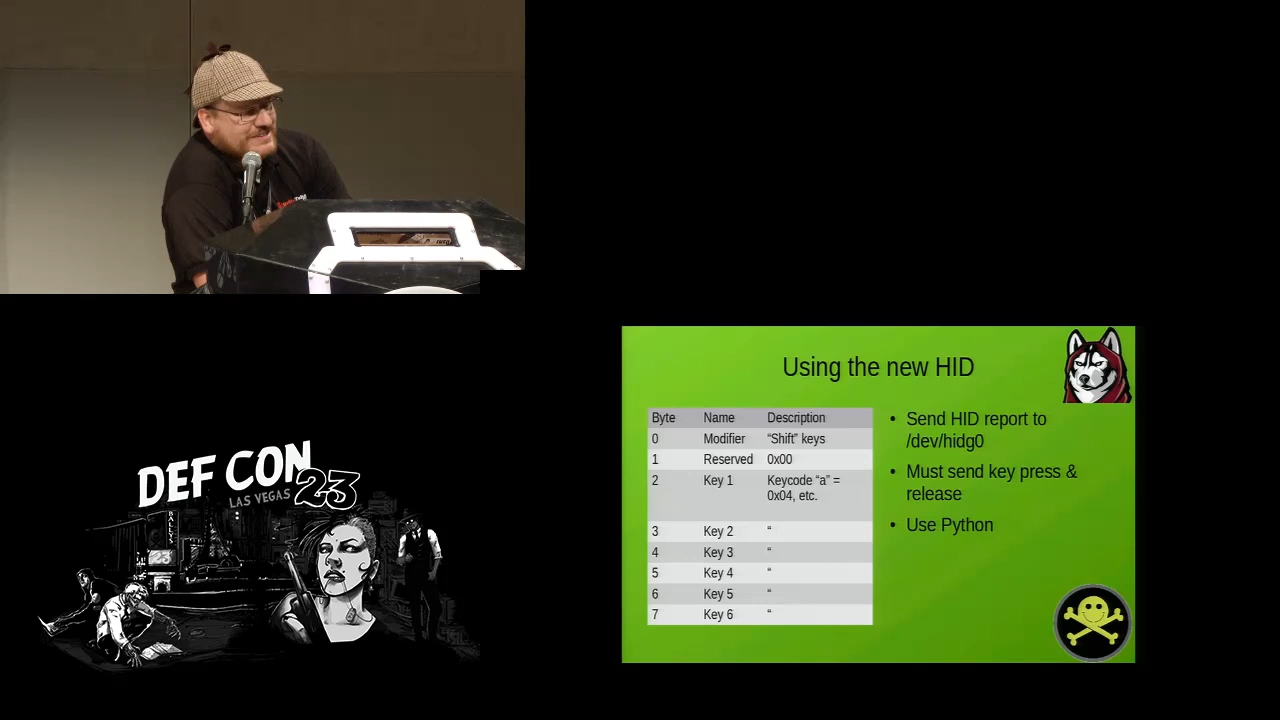 DEF CON
LAS VEGAS 23
BALLYS
Using the new HID
Byte Name Description
0 Modifier “Shift” keys
1 Reserved 0x00
2 Key 1 Keycode “a” =
0x04, etc.
3 Key 2 “
4 Key 3 “
5 Key 4 “
6 Key 5 “
7 Key 6 “
• Send HID report to
/dev/hidg0
• Must send key press &
release
• Use Python